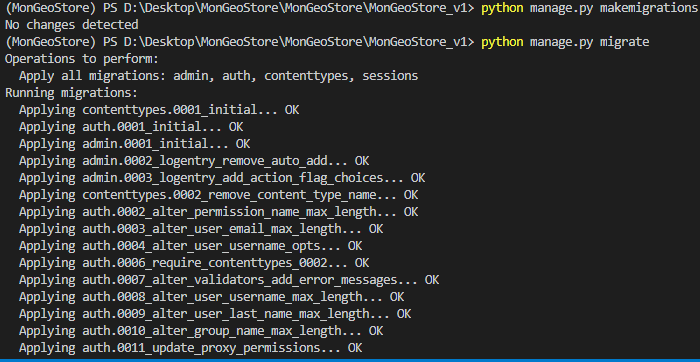 (MonGeoStore) PS D:\Desktop\MonGeoStore\MonGeoStore\MonGeoStore_v1> python manage.py makemigrations
No changes detected
(MonGeoStore) PS D:\Desktop\MonGeoStore\MonGeoStore\MonGeoStore_v1> python manage.py migrate
Operations to perform:
  Apply all migrations: admin, auth, contenttypes, sessions
Running migrations:
  Applying contenttypes.0001_initial... OK
  Applying auth.0001_initial... OK
  Applying admin.0001_initial... OK
  Applying admin.0002_logentry_remove_auto_add... OK
  Applying admin.0003_logentry_add_action_flag_choices... OK
  Applying contenttypes.0002_remove_content_type_name... OK
  Applying auth.0002_alter_permission_name_max_length... OK
  Applying auth.0003_alter_user_email_max_length... OK
  Applying auth.0004_alter_user_username_opts... OK
  Applying auth.0006_require_contenttypes_0002... OK
  Applying auth.0007_alter_validators_add_error_messages... OK
  Applying auth.0008_alter_user_username_max_length... OK
  Applying auth.0009_alter_user_last_name_max_length... OK
  Applying auth.0010_alter_group_name_max_length... OK
  Applying auth.0011_update_proxy_permissions... OK